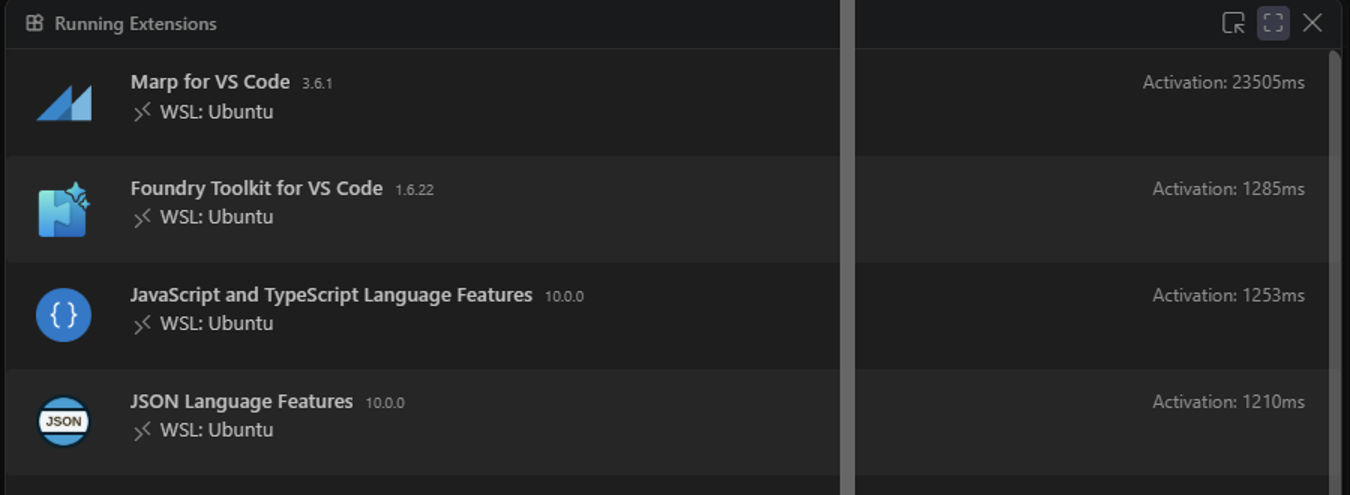 Running Extensions
Marp for VS Code 3.6.1 Activation: 23505ms
WSL: Ubuntu
Foundry Toolkit for VS Code 1.6.22 Activation: 1285ms
WSL: Ubuntu
{} JavaScript and TypeScript Language Features 10.0.0 Activation: 1253ms
WSL: Ubuntu
JSON Language Features 10.0.0 Activation: 1210ms
JSON
WSL: Ubuntu